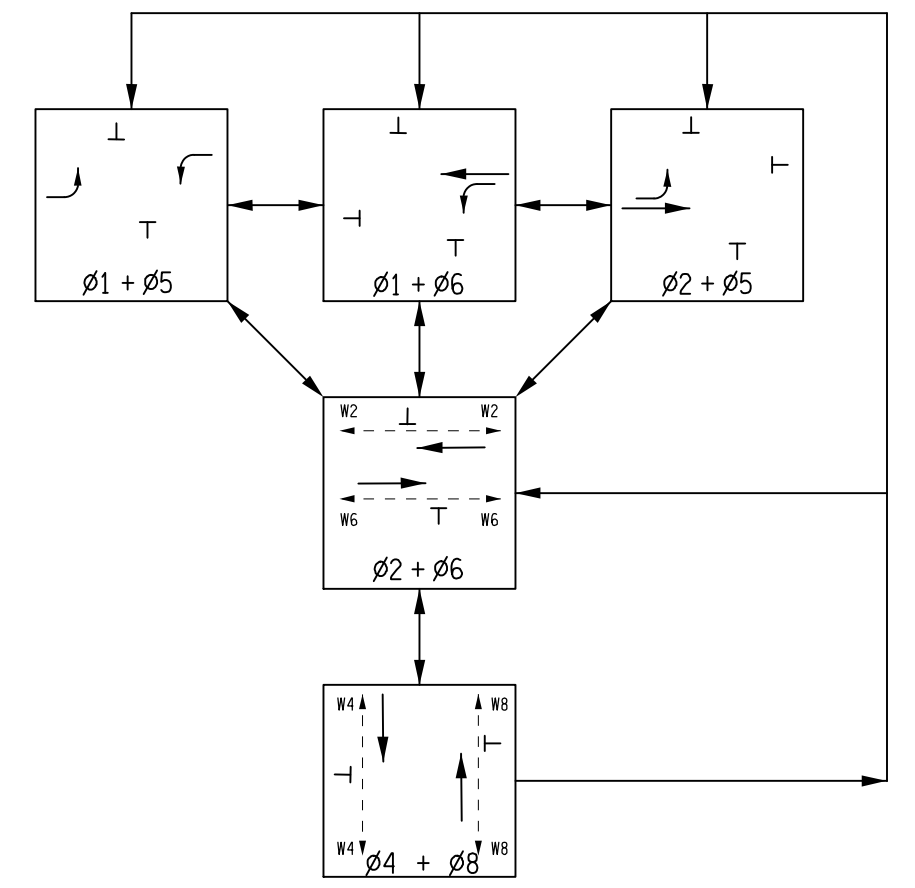 Ø1 + Ø5
Ø1 + Ø6
Ø2 + Ø5
W2 W2
W6 W6
Ø2 + Ø6
W4 W8
W4 W8
Ø4 + Ø8